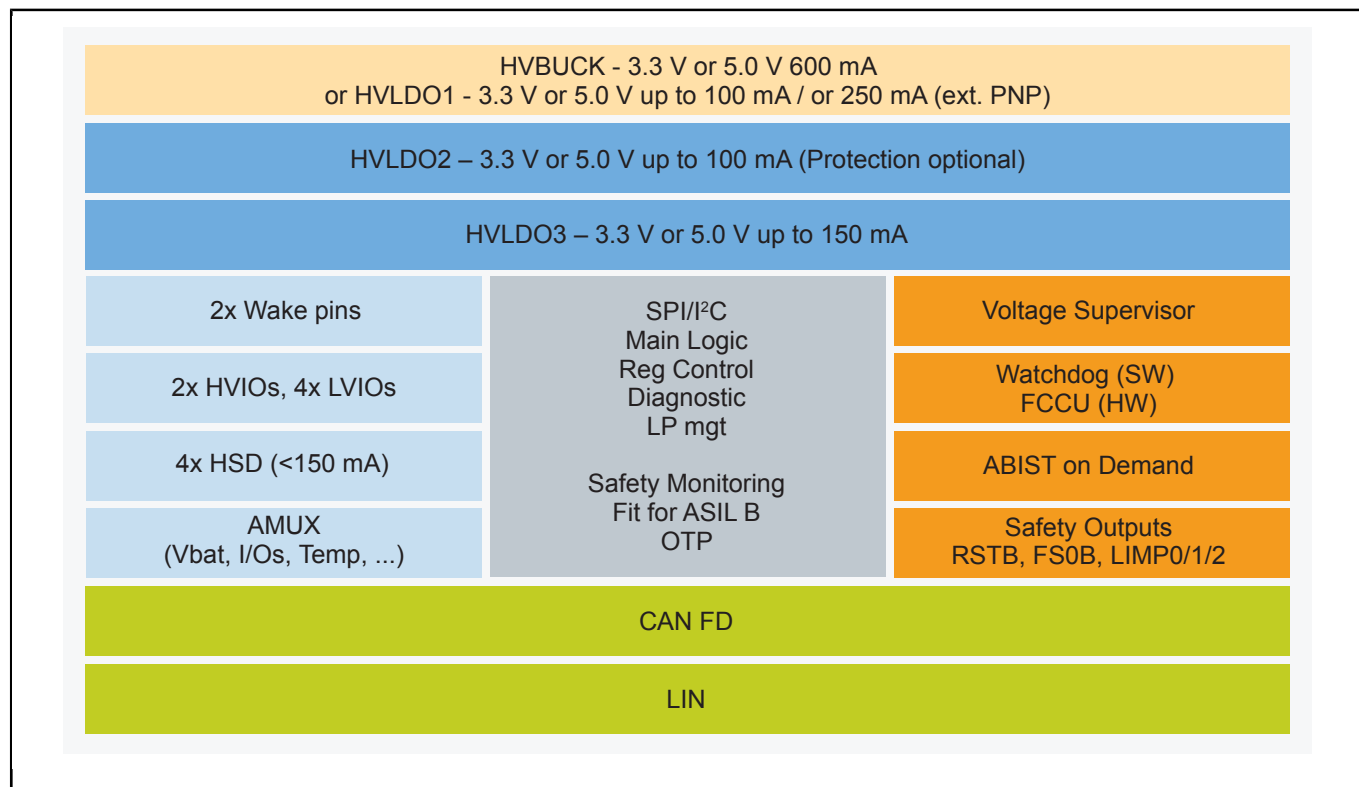 HVBUCK - 3.3 V or 5.0 V 600 mA
or HVLDO1 - 3.3 V or 5.0 V up to 100 mA / or 250 mA (ext. PNP)
HVLDO2 – 3.3 V or 5.0 V up to 100 mA (Protection optional)
HVLDO3 – 3.3 V or 5.0 V up to 150 mA
2x Wake pins
2x HVIOs, 4x LVIOs
4x HSD (<150 mA)
AMUX
(Vbat, I/Os, Temp, ...)
SPI/I²C
Main Logic
Reg Control
Diagnostic
LP mgt
Safety Monitoring
Fit for ASIL B
OTP
Voltage Supervisor
Watchdog (SW)
FCCU (HW)
ABIST on Demand
Safety Outputs
RSTB, FS0B, LIMP0/1/2
CAN FD
LIN